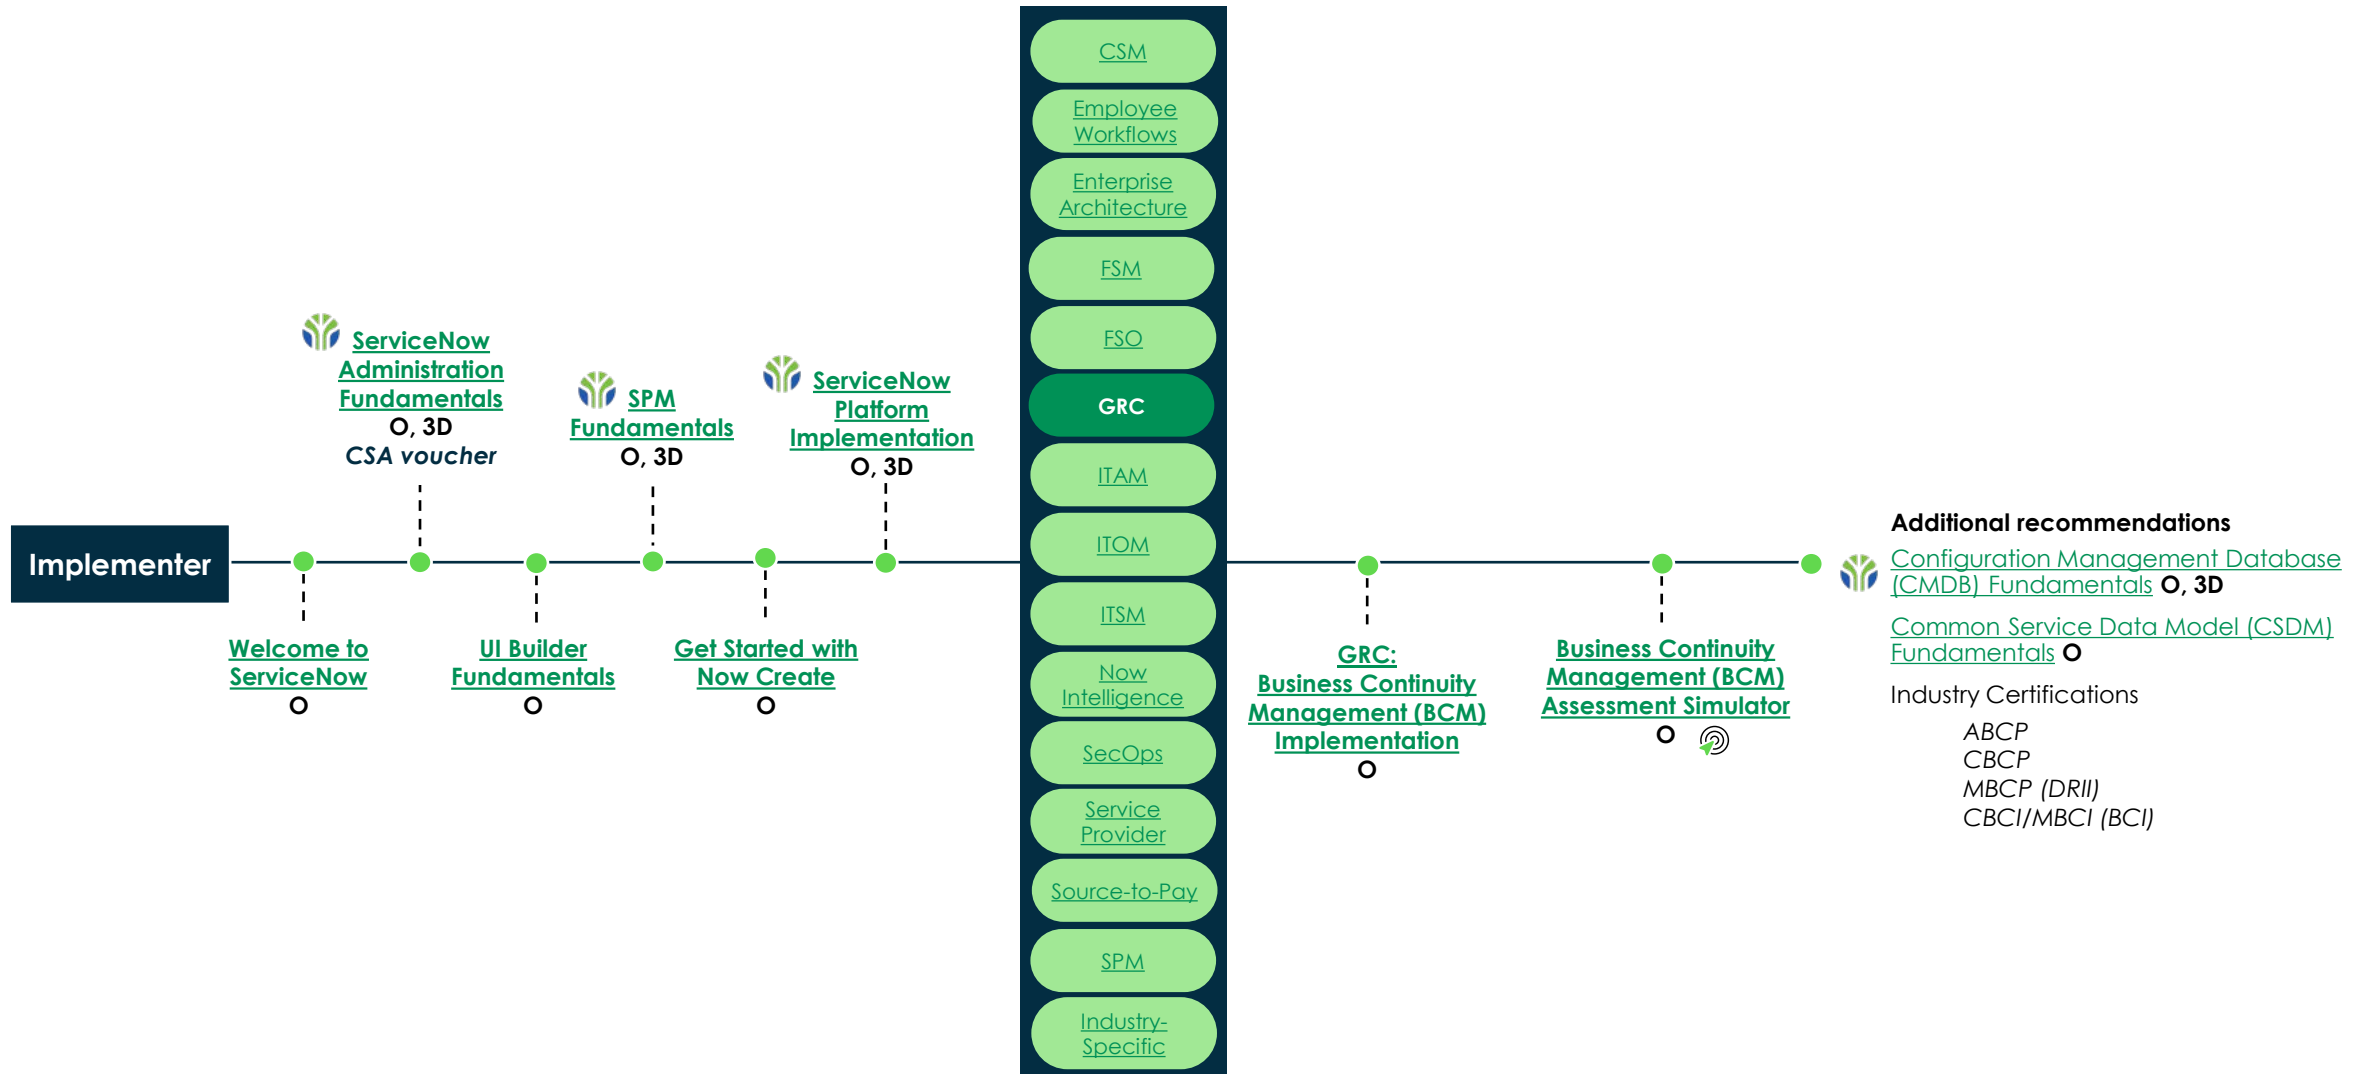 Implementer
Welcome to
ServiceNow
O
ServiceNow
Administration
Fundamentals
O, 3D
CSA voucher
UI Builder
Fundamentals
O
SPM
Fundamentals
O, 3D
Get Started with
Now Create
O
ServiceNow
Platform
Implementation
O, 3D
CSM
Employee
Workflows
Enterprise
Architecture
FSM
FSO
GRC
ITAM
ITOM
ITSM
Now
Intelligence
SecOps
Service
Provider
Source-to-Pay
SPM
Industry-
Specific
GRC:
Business Continuity
Management (BCM)
Implementation
O
Business Continuity
Management (BCM)
Assessment Simulator
O
Additional recommendations
Configuration Management Database
(CMDB) Fundamentals O, 3D
Common Service Data Model (CSDM)
Fundamentals O
Industry Certifications
ABCP
CBCP
MBCP (DRII)
CBCI/MBCI (BCI)